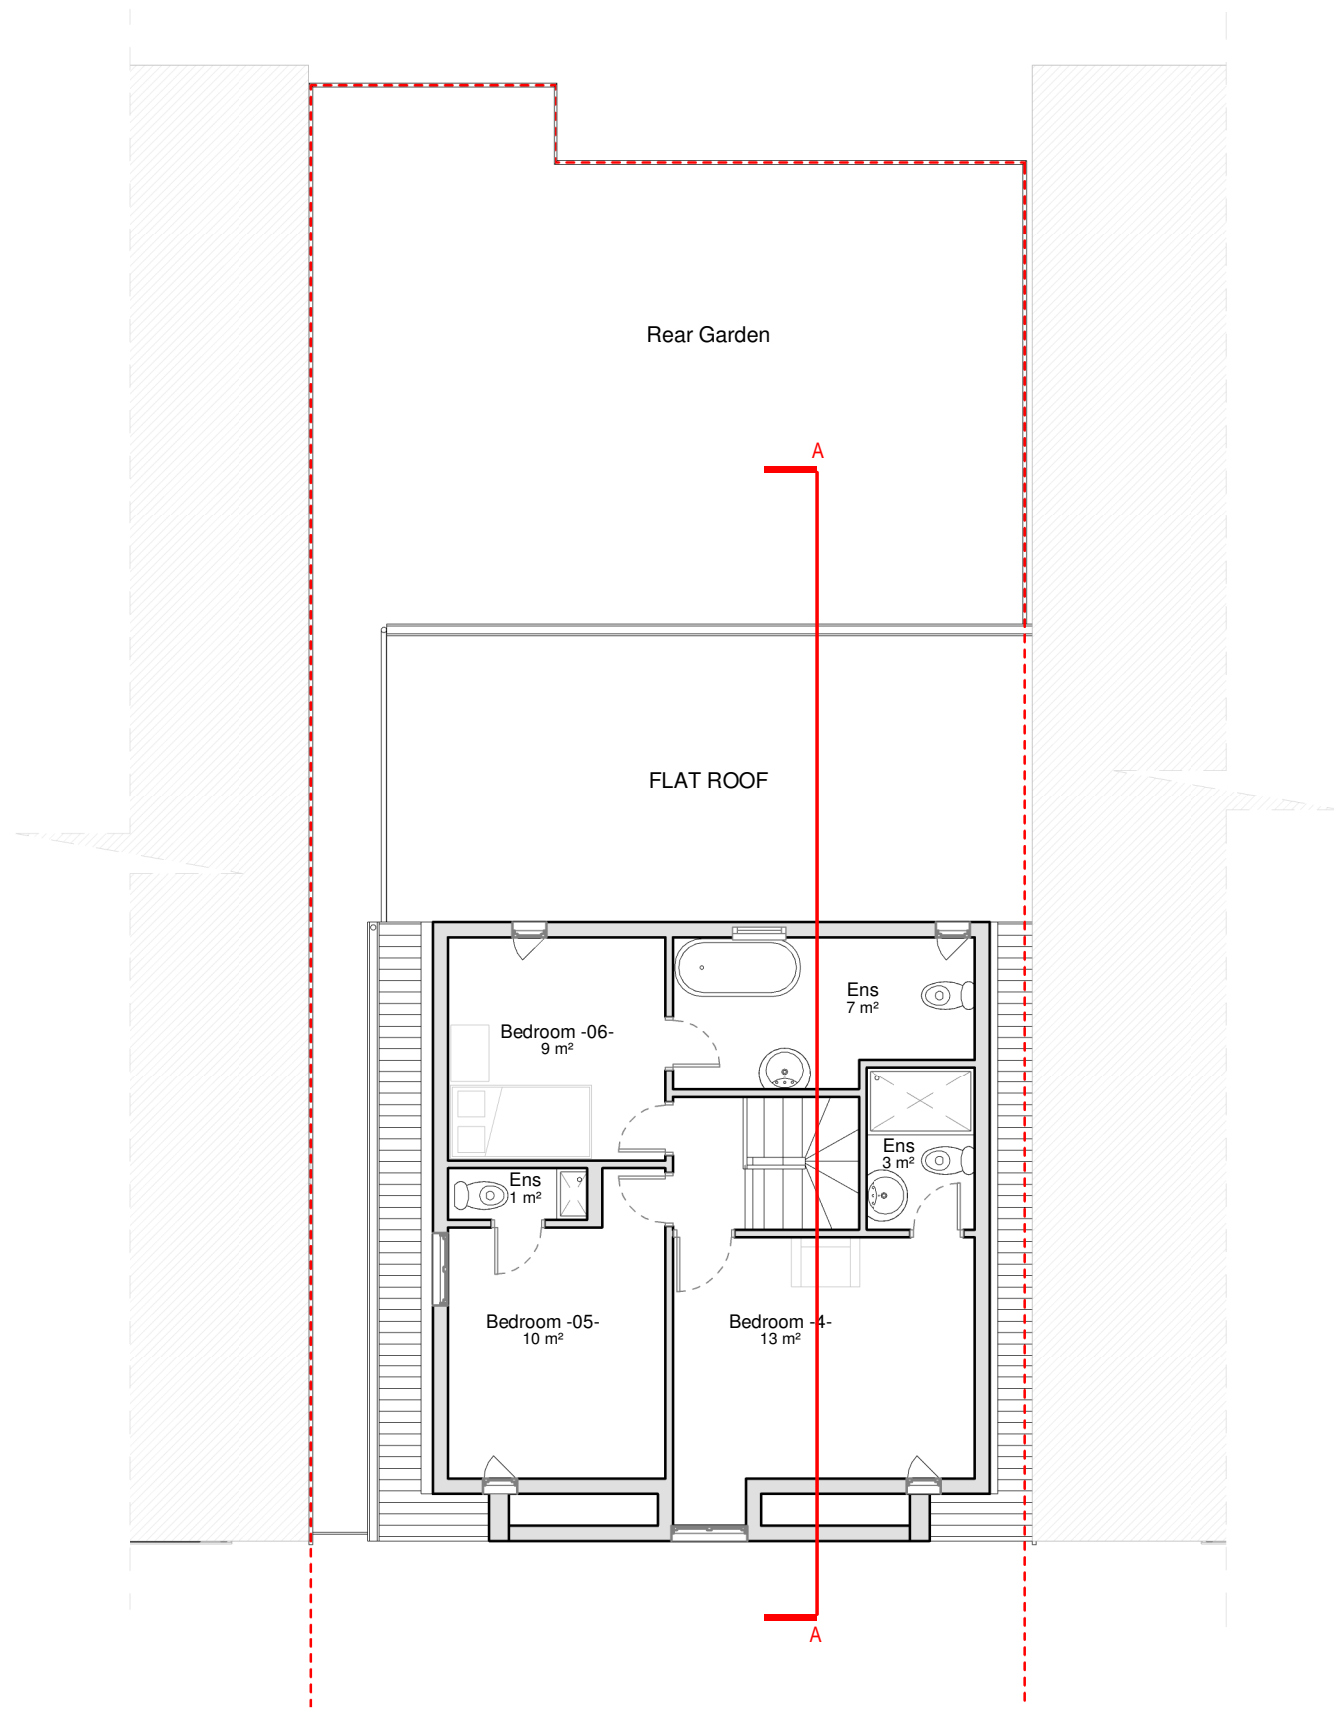 Rear Garden
A
FLAT ROOF
Ens
7 m²
Bedroom -06-
9 m²
Ens
3 m²
Ens
1 m²
Bedroom -05-
10 m²
Bedroom -4-
13 m²
A